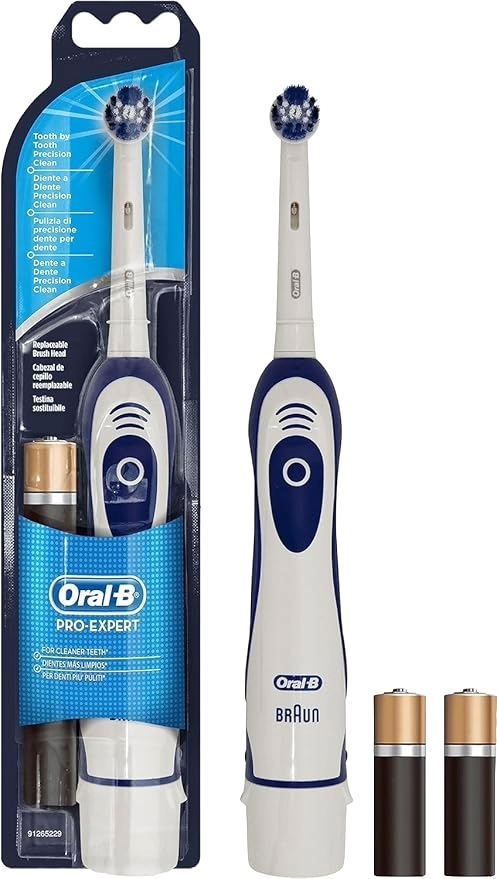 Tooth by
Tooth
Precision
Clean
Diente a
Diente
Precision
Clean
Pulizia di
precisione
dente per
dente
Dente a
Dente
Precision
Clean
Replaceable
Brush Head
Cabezal de
cepillo
reemplazable
Testina
sostituibile
Oral-B
PRO-EXPERT
FOR CLEANER TEETH*
DIENTES MÁS LIMPIOS*
PER DENTI PIU' PULITI*
91265229
Oral-B
Oral-B
BRAUN